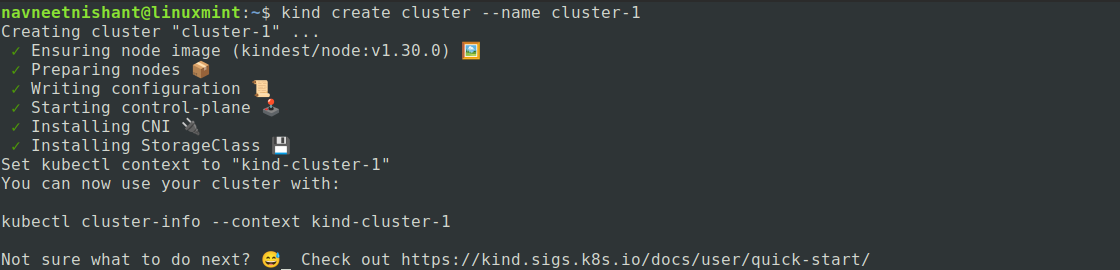 navneetnishant@linuxmint:~$ kind create cluster --name cluster-1
Creating cluster "cluster-1" ...
✓ Ensuring node image (kindest/node:v1.30.0) 🖼
✓ Preparing nodes 📦
✓ Writing configuration 📜
✓ Starting control-plane 🕹
✓ Installing CNI 🔌
✓ Installing StorageClass 💾
Set kubectl context to "kind-cluster-1"
You can now use your cluster with:
kubectl cluster-info --context kind-cluster-1
Not sure what to do next? 😅 Check out https://kind.sigs.k8s.io/docs/user/quick-start/